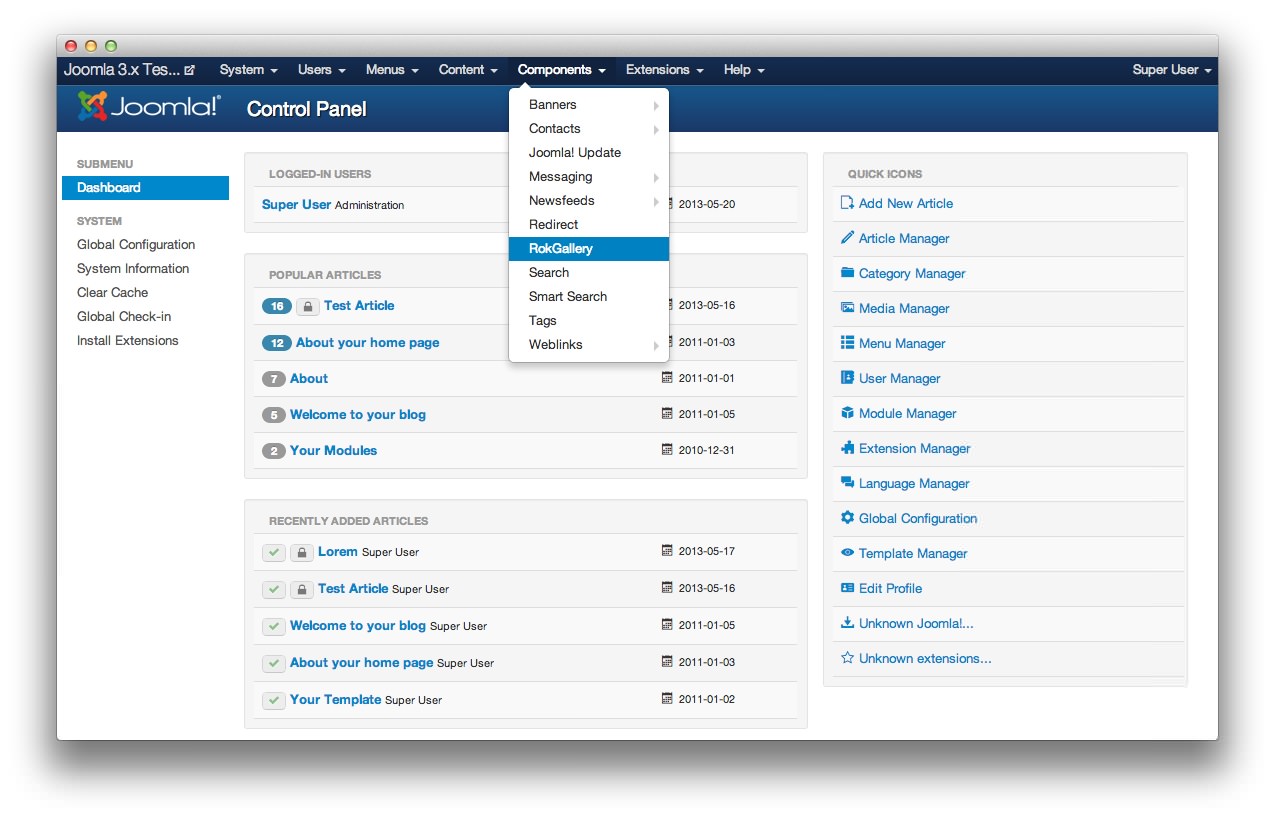 Joomla 3.x Tes... System Users Menus Content Components Extensions Help Super User
Joomla!® Control Panel
Banners
Contacts
Joomla! Update
Messaging
Newsfeeds
Redirect
RokGallery
Search
Smart Search
Tags
Weblinks
SUBMENU
Dashboard
SYSTEM
Global Configuration
System Information
Clear Cache
Global Check-in
Install Extensions
LOGGED-IN USERS
Super User Administration 2013-05-20
POPULAR ARTICLES
16 Test Article 2013-05-16
12 About your home page 2011-01-03
7 About 2011-01-01
5 Welcome to your blog 2011-01-05
2 Your Modules 2010-12-31
RECENTLY ADDED ARTICLES
Lorem Super User 2013-05-17
Test Article Super User 2013-05-16
Welcome to your blog Super User 2011-01-05
About your home page Super User 2011-01-03
Your Template Super User 2011-01-02
QUICK ICONS
Add New Article
Article Manager
Category Manager
Media Manager
Menu Manager
User Manager
Module Manager
Extension Manager
Language Manager
Global Configuration
Template Manager
Edit Profile
Unknown Joomla!...
Unknown extensions...